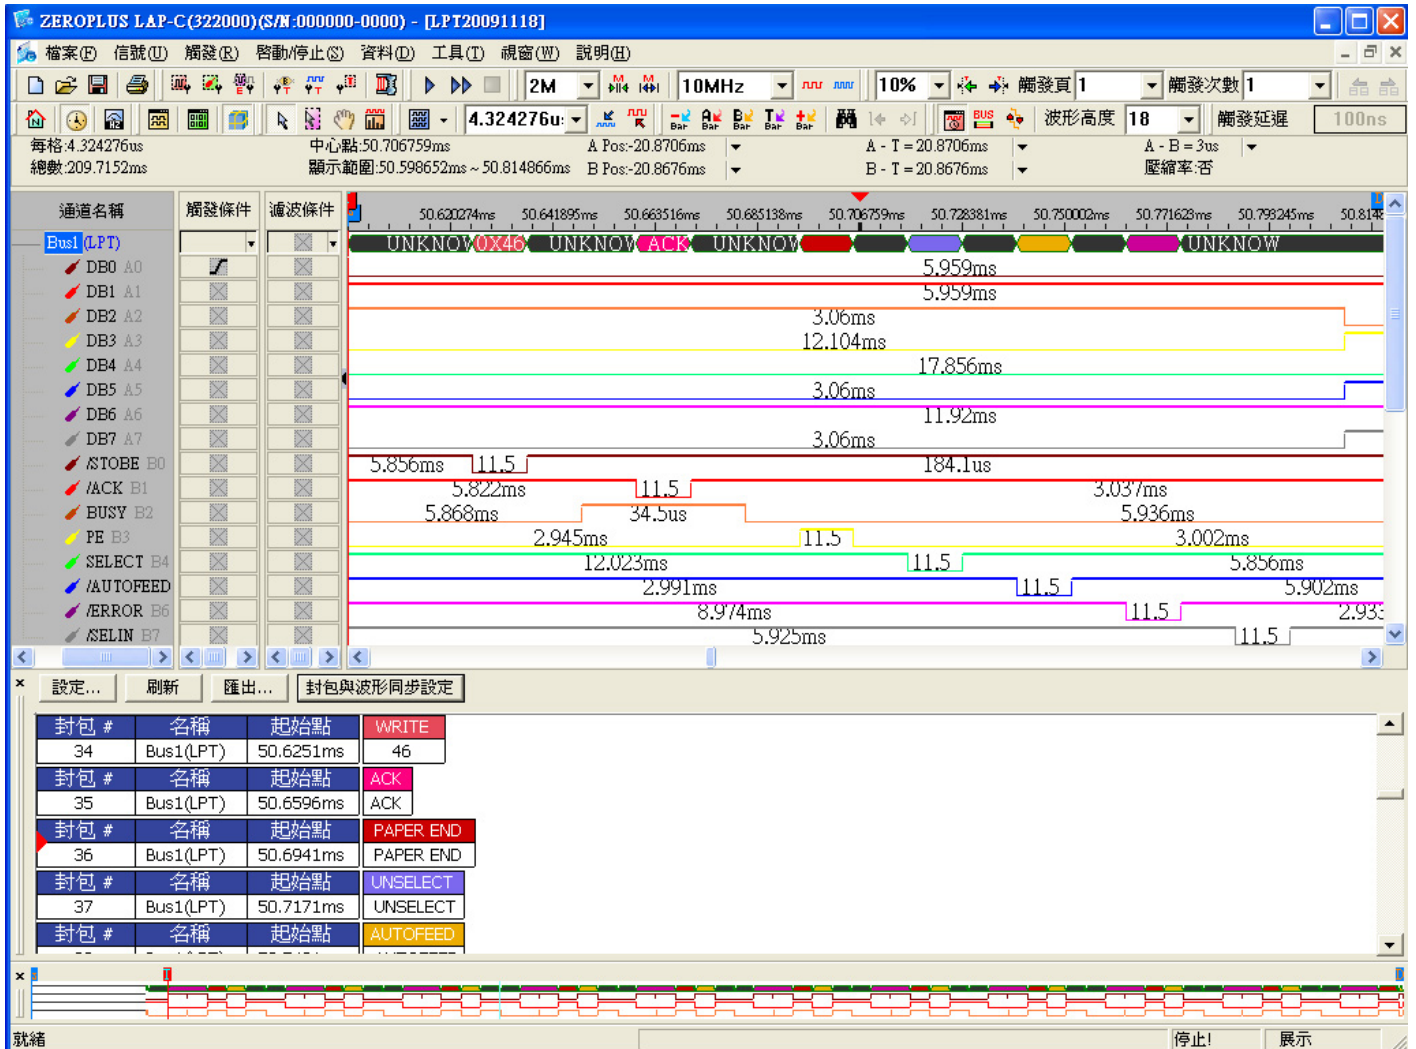 ZEROPLUS LAP-C(322000)(S/N:000000-0000) - [LPT20091118]
檔案(F) 信號(U) 觸發(R) 啓動/停止(S) 資料(D) 工具(T) 視窗(W) 說明(H)
2M 10MHz 10% 觸發頁 1 觸發次數 1
4.324276u: Bar Bar Bar Bar Bar BUS 波形高度 18 觸發延遲 100ns
每格:4.324276us 中心點:50.706759ms A Pos:-20.8706ms A - T = 20.8706ms A - B = 3us
總數:209.7152ms 顯示範圍:50.598652ms ~ 50.814866ms B Pos:-20.8676ms B - T = 20.8676ms 壓縮率:否
通道名稱 觸發條件 濾波條件 50.620274ms 50.641895ms 50.663516ms 50.685138ms 50.706759ms 50.728381ms 50.750002ms 50.771623ms 50.793245ms 50.814
Bus1 (LPT) UNKNOW 0X46 UNKNOW ACK UNKNOW UNKNOW
DB0 A0 5.959ms
DB1 A1 5.959ms
DB2 A2 3.06ms
DB3 A3 12.104ms
DB4 A4 17.856ms
DB5 A5 3.06ms
DB6 A6 11.92ms
DB7 A7 3.06ms
/STOBE B0 5.856ms 11.5 184.1us
/ACK B1 5.822ms 11.5 3.037ms
BUSY B2 5.868ms 34.5us 5.936ms
PE B3 2.945ms 11.5 3.002ms
SELECT B4 12.023ms 11.5 5.856ms
/AUTOFEED 2.991ms 11.5 5.902ms
/ERROR B6 8.974ms 11.5 2.933
/SELIN B7 5.925ms 11.5
設定... 刷新 匯出... 封包與波形同步設定
封包 # 名稱 起始點 WRITE
34 Bus1(LPT) 50.6251ms 46
封包 # 名稱 起始點 ACK
35 Bus1(LPT) 50.6596ms ACK
封包 # 名稱 起始點 PAPER END
36 Bus1(LPT) 50.6941ms PAPER END
封包 # 名稱 起始點 UNSELECT
37 Bus1(LPT) 50.7171ms UNSELECT
封包 # 名稱 起始點 AUTOFEED
就緒 停止! 展示